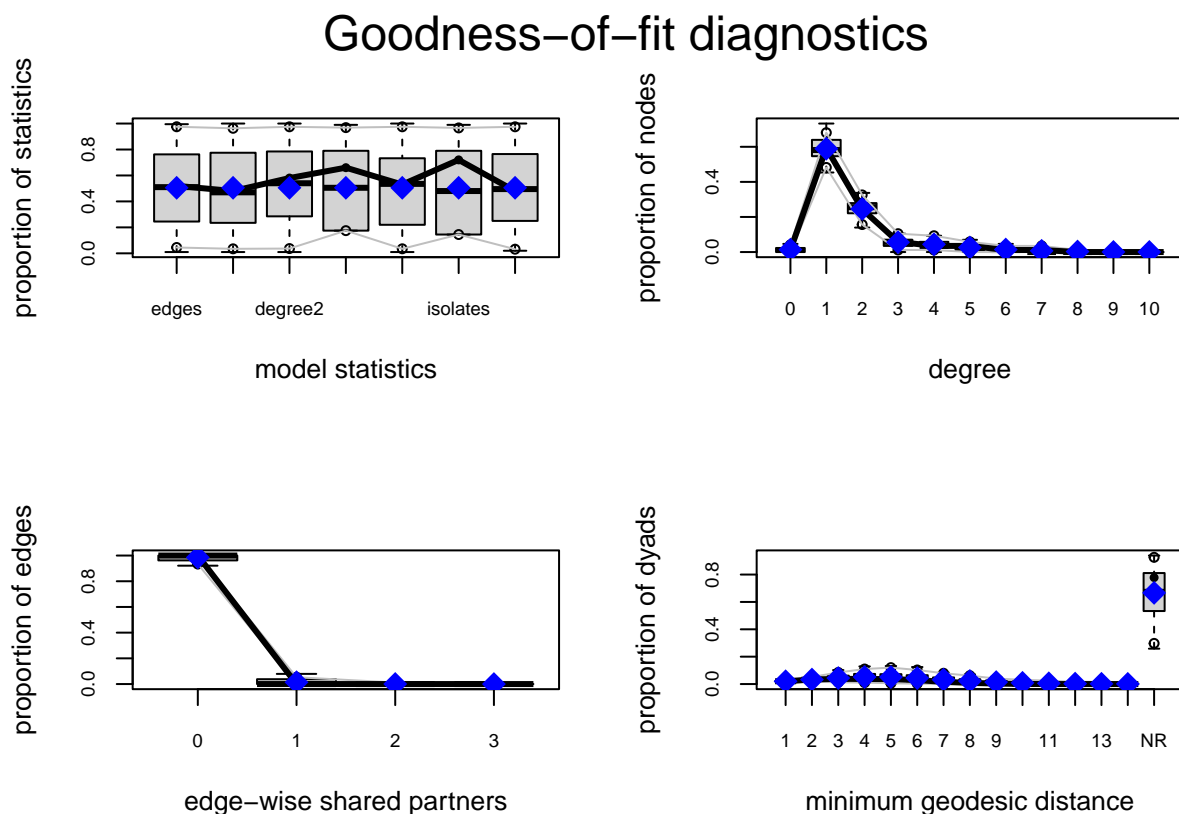 Goodness−of−fit diagnostics
proportion of statistics
0.0 0.4 0.8
edges degree2 isolates
model statistics
proportion of nodes
0.0 0.4
0 1 2 3 4 5 6 7 8 9 10
degree
proportion of edges
0.0 0.4 0.8
0 1 2 3
edge−wise shared partners
proportion of dyads
0.0 0.4 0.8
1 2 3 4 5 6 7 8 9 11 13 NR
minimum geodesic distance